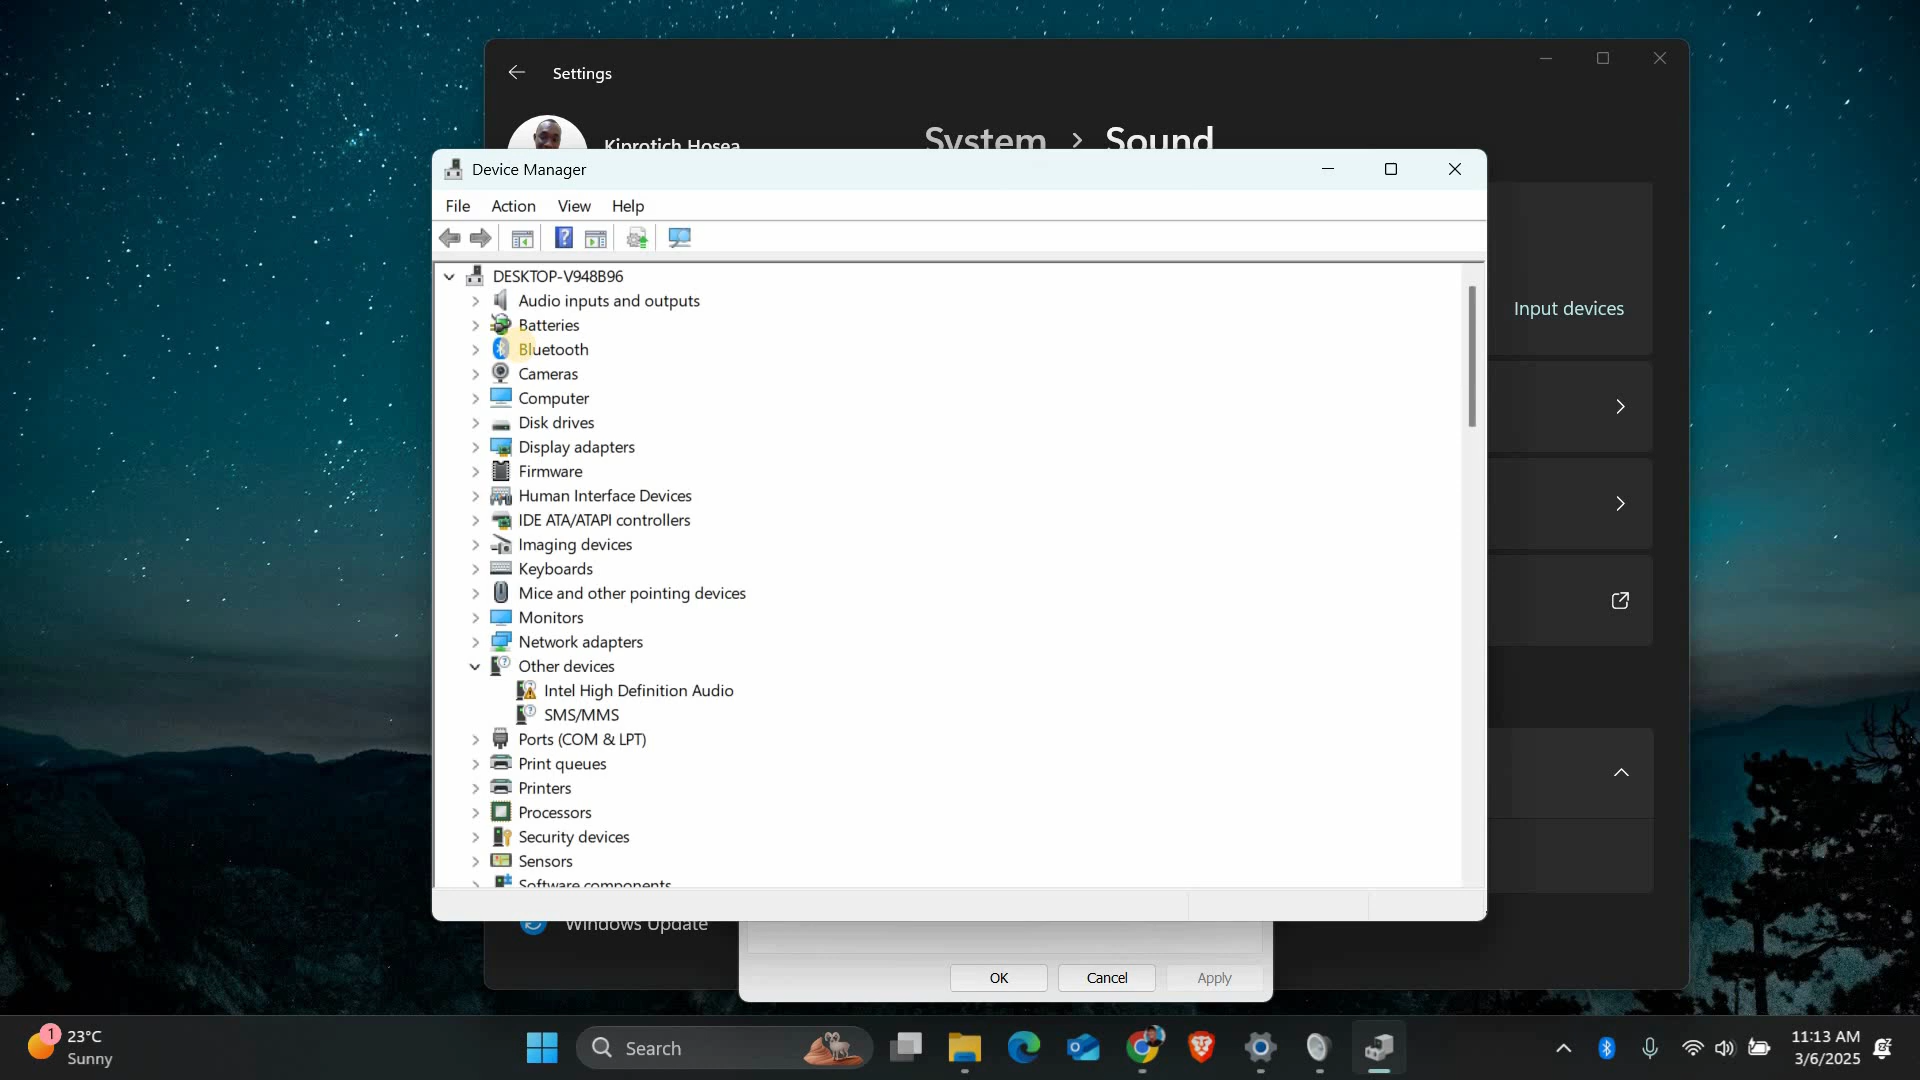 Settings
Kiprotich Hosea
System > Sound
Device Manager
File Action View Help
DESKTOP-V948B96
Audio inputs and outputs
Batteries
Bluetooth
Cameras
Computer
Disk drives
Display adapters
Firmware
Human Interface Devices
IDE ATA/ATAPI controllers
Imaging devices
Keyboards
Mice and other pointing devices
Monitors
Network adapters
Other devices
Intel High Definition Audio
SMS/MMS
Ports (COM & LPT)
Print queues
Printers
Processors
Security devices
Sensors
Software components
Input devices
Windows Update
OK Cancel Apply
1
23°C
Sunny
Search
11:13 AM
3/6/2025